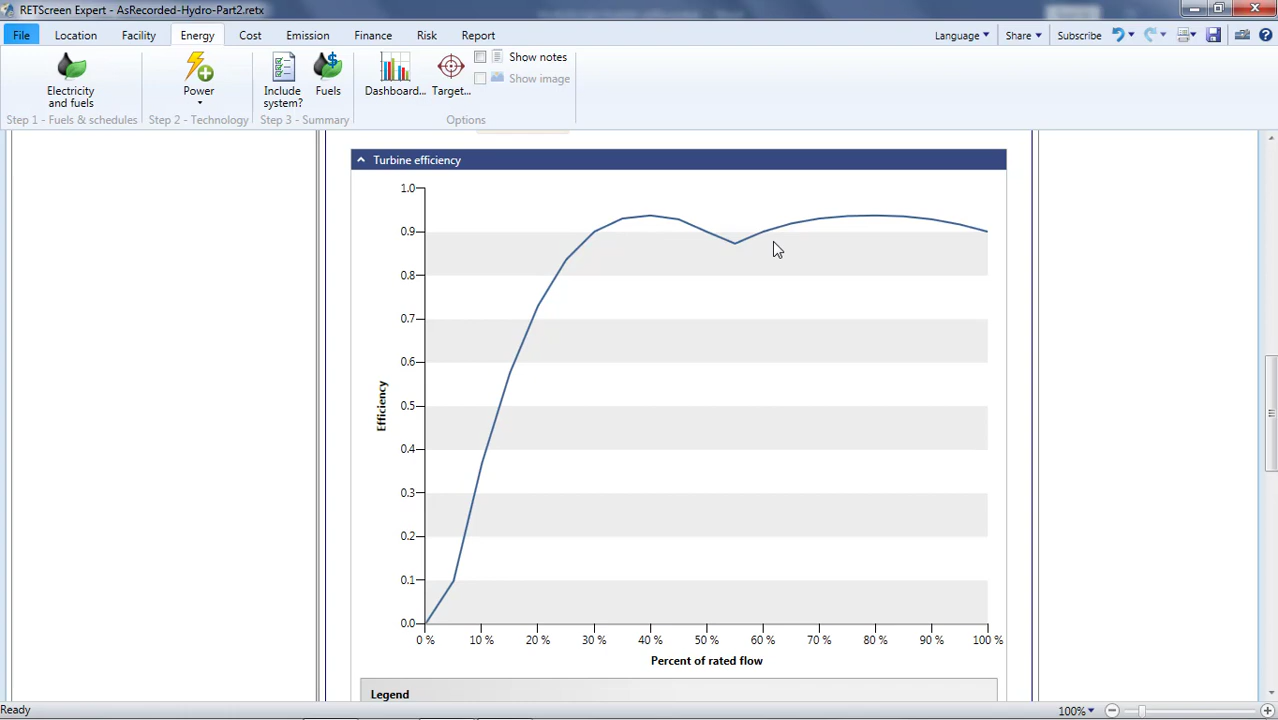 RETScreen Expert - AsRecorded-Hydro-Part2.retx
File Location Facility Energy Cost Emission Finance Risk Report Language Share Subscribe
Show notes
Show image
Electricity and fuels
Power
Include system?
Fuels
Dashboard...
Target...
Step 1 - Fuels & schedules
Step 2 - Technology
Step 3 - Summary
Options
Turbine efficiency
1.0
0.9
0.8
0.7
0.6
0.5
0.4
0.3
0.2
0.1
0.0
Efficiency
0 % 10 % 20 % 30 % 40 % 50 % 60 % 70 % 80 % 90 % 100 %
Percent of rated flow
Legend
Ready
100%